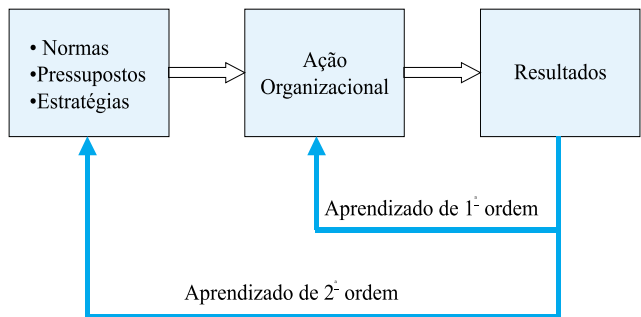 • Normas
•Pressupostos
•Estratégias
Ação
Organizacional
Resultados
Aprendizado de 1ª ordem
Aprendizado de 2ª ordem